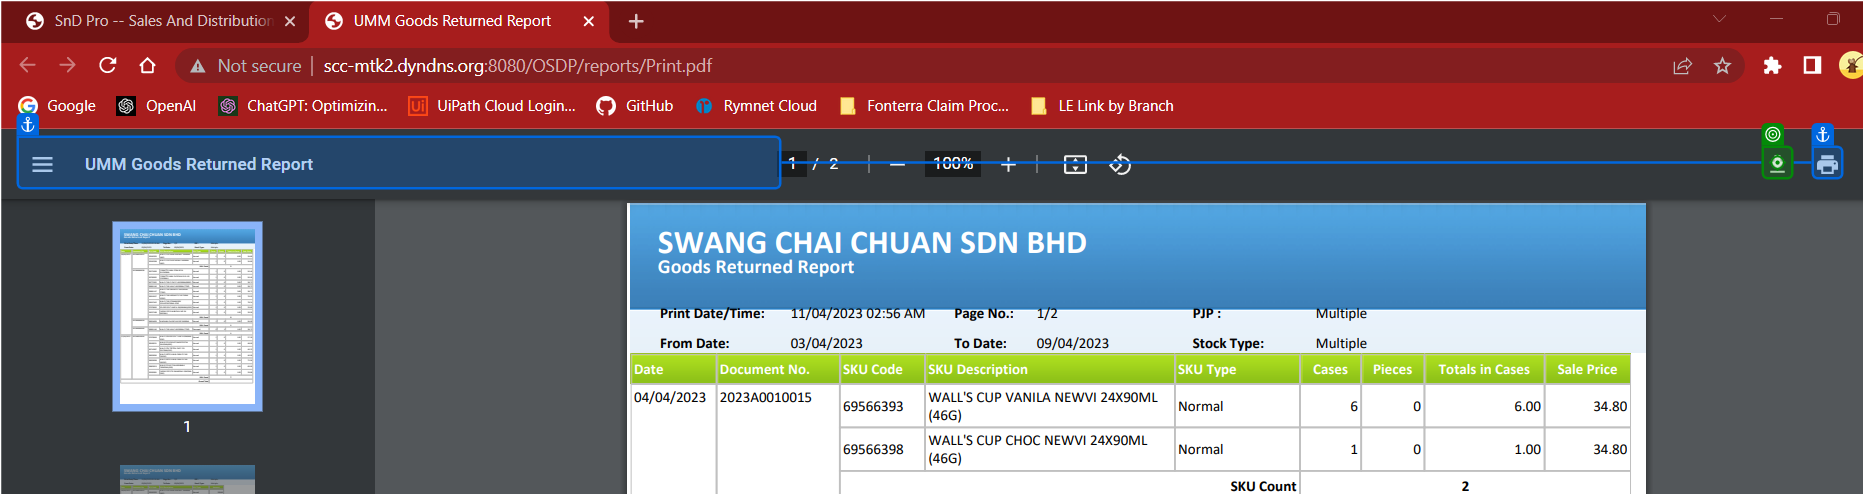 SnD Pro -- Sales And Distribution
UMM Goods Returned Report
Not secure scc-mtk2.dyndns.org:8080/OSDP/reports/Print.pdf
Google OpenAI ChatGPT: Optimizin... Ui UiPath Cloud Login... GitHub Rymnet Cloud Fonterra Claim Proc... LE Link by Branch
UMM Goods Returned Report 1 / 2 100%
SWANG CHAI CHUAN SDN BHD
Goods Returned Report
Print Date/Time: 11/04/2023 02:56 AM Page No.: 1/2 PJP : Multiple
From Date: 03/04/2023 To Date: 09/04/2023 Stock Type: Multiple
Date Document No. SKU Code SKU Description SKU Type Cases Pieces Totals in Cases Sale Price
04/04/2023 2023A0010015 69566393 WALL'S CUP VANILA NEWVI 24X90ML Normal 6 0 6.00 34.80
(46G)
69566398 WALL'S CUP CHOC NEWVI 24X90ML Normal 1 0 1.00 34.80
(46G)
SKU Count 2
1